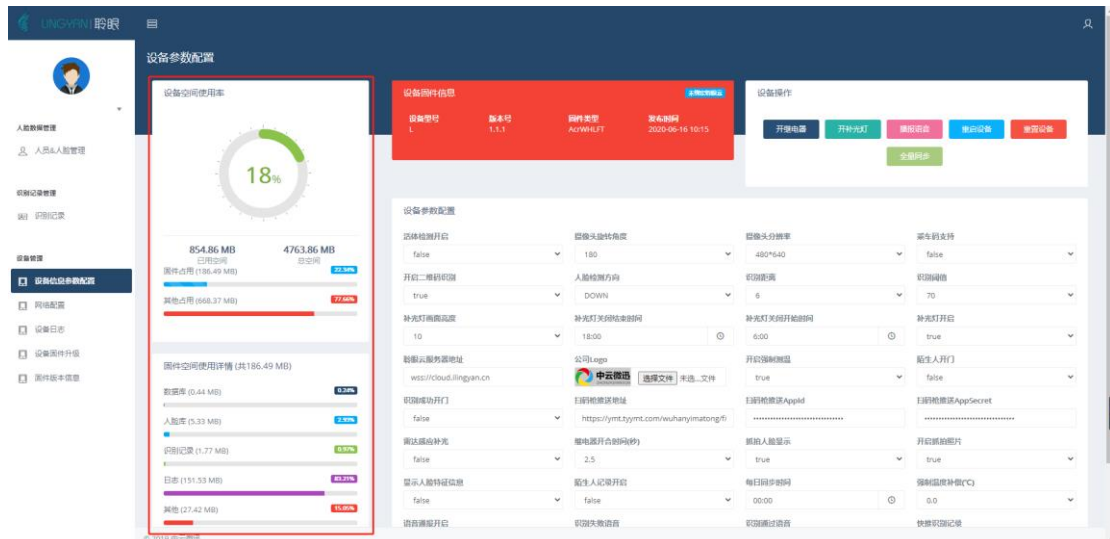 UNGYAN 聆眼
设备参数配置
人脸数据管理
人员&人脸管理
识别记录管理
识别记录
设备管理
设备信息参数配置
网络配置
设备日志
设备固件升级
固件版本信息
设备空间使用率
18%
854.86 MB
已用空间
4763.86 MB
总空间
固件占用 (186.49 MB)
22.34%
其他占用 (668.37 MB)
77.66%
固件空间使用详情 (共186.49 MB)
数据库 (0.44 MB)
0.24%
人脸库 (5.33 MB)
2.93%
识别记录 (1.77 MB)
0.97%
日志 (151.53 MB)
83.21%
其他 (27.42 MB)
15.05%
设备固件信息
设备型号
L
版本号
1.1.1
固件类型
AcrWHLFT
发布时间
2020-06-16 10:15
设备操作
开继电器
开补光灯
播报语音
重启设备
重置设备
全量同步
设备参数配置
活体检测开启
摄像头旋转角度
摄像头分辨率
乘车码支持
false
180
480*640
false
开启二维码识别
人脸检测方向
识别距离
识别阈值
true
DOWN
6
70
补光灯画面高度
补光灯关闭结束时间
补光灯关闭开始时间
补光灯开启
10
18:00
6:00
true
聆眼云服务器地址
公司Logo
开启强制测温
陌生人开门
wss://cloud.ilingyan.cn
中云微迅
选择文件
未选...文件
true
false
识别成功开门
扫码枪推送地址
扫码枪推送AppId
扫码枪推送AppSecret
false
https://ymt.tyymt.com/wuhanyimatong/fi
雷达感应补光
继电器开合时间(秒)
抓拍人脸显示
开启抓拍照片
false
2.5
true
true
显示人脸特征信息
陌生人记录开启
每日同步时间
强制温度补偿(℃)
false
false
00:00
0.0
语音播报开启
识别失败语音
识别通过语音